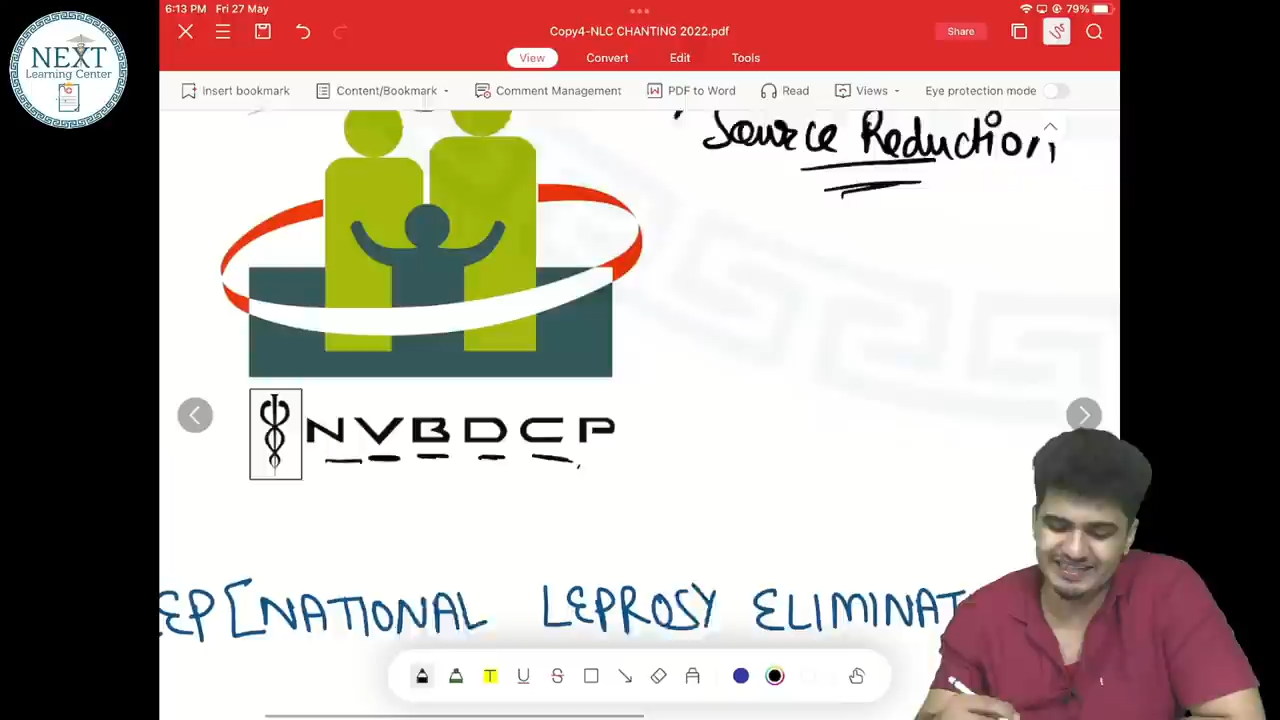 6:13 PM Fri 27 May
79%
NEXT
Learning Center
Copy4-NLC CHANTING 2022.pdf
Share
View
Convert
Edit
Tools
Insert bookmark
Content/Bookmark
Comment Management
PDF to Word
Read
Views
Eye protection mode
Source Reduction
NVBDCP
EP [NATIONAL LEPROSY ELIMINAT
T
U
S